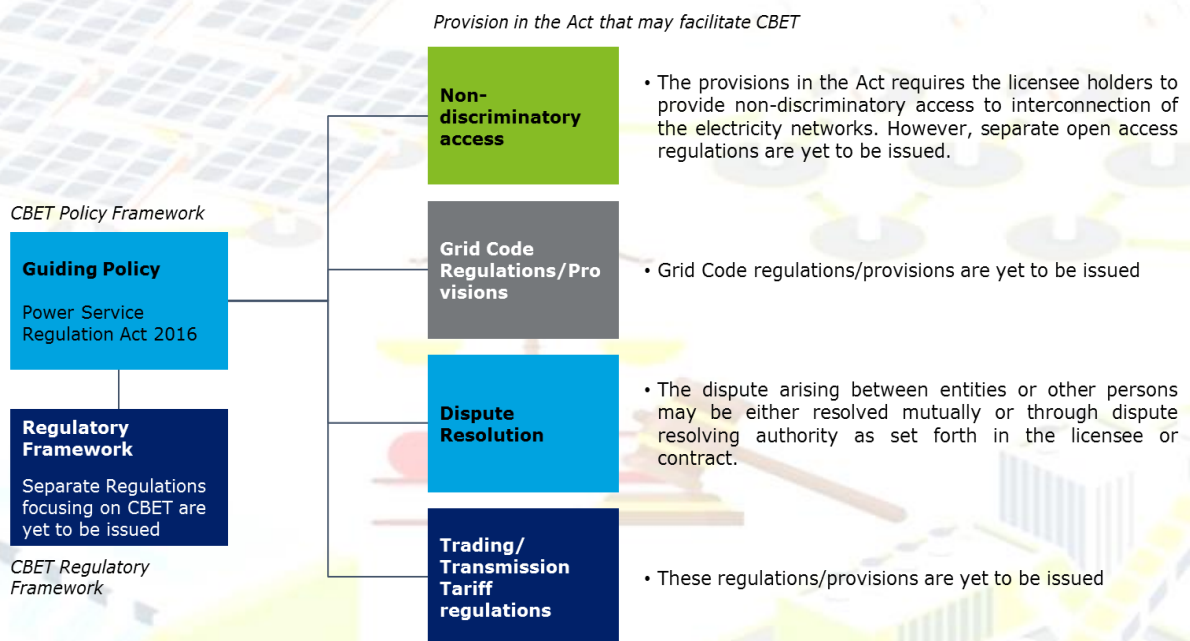 Provision in the Act that may facilitate CBET
CBET Policy Framework
Guiding Policy
Power Service
Regulation Act 2016
Regulatory
Framework
Separate Regulations
focusing on CBET are
yet to be issued
CBET Regulatory
Framework
Non-
discriminatory
access
• The provisions in the Act requires the licensee holders to
provide non-discriminatory access to interconnection of
the electricity networks. However, separate open access
regulations are yet to be issued.
Grid Code
Regulations/Pro
visions
• Grid Code regulations/provisions are yet to be issued
Dispute
Resolution
• The dispute arising between entities or other persons
may be either resolved mutually or through dispute
resolving authority as set forth in the licensee or
contract.
Trading/
Transmission
Tariff
regulations
• These regulations/provisions are yet to be issued